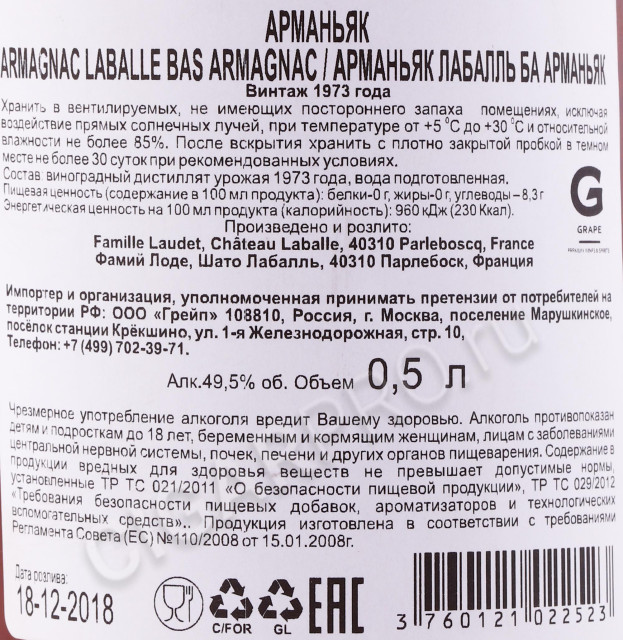 АРМАНЬЯК
ARMAGNAC LABALLE BAS ARMAGNAC / АРМАНЬЯК ЛАБАЛЛЬ БА АРМАНЬЯК
Винтаж 1973 года
Хранить в вентилируемых, не имеющих постороннего запаха помещениях, исключая
воздействие прямых солнечных лучей, при температуре от +5 °С до +30 °С и относительной
влажности не более 85%. После вскрытия хранить с плотно закрытой пробкой в темном
месте не более 30 суток при рекомендованных условиях.
Состав: виноградный дистиллят урожая 1973 года, вода подготовленная.
Пищевая ценность (содержание в 100 мл продукта): белки-0 г, жиры-0 г, углеводы – 8,3 г
Энергетическая ценность на 100 мл продукта (калорийность): 960 кДж (230 Ккал).
G
GRAPE
Произведено и розлито:
Famille Laudet, Château Laballe, 40310 Parleboscq, France
Фамий Лоде, Шато Лабалль, 40310 Парлебоск, Франция
Импортер и организация, уполномоченная принимать претензии от потребителей на
территории РФ: ООО «Грейп» 108810, Россия, г. Москва, поселение Марушкинское,
посёлок станции Крёкшино, ул. 1-я Железнодорожная, стр. 10,
Телефон: +7 (499) 702-39-71.
Алк.49,5% об. Объем 0,5 л
Чрезмерное употребление алкоголя вредит Вашему здоровью. Алкоголь противопоказан
детям и подросткам до 18 лет, беременным и кормящим женщинам, лицам с заболеваниями
центральной нервной системы, почек, печени и других органов пищеварения. Содержание в
продукции вредных для здоровья веществ не превышает допустимые нормы,
установленные ТР ТС 021/2011 «О безопасности пищевой продукции», ТР ТС 029/2012
«Требования безопасности пищевых добавок, ароматизаторов и технологических
вспомогательных средств».. Продукция изготовлена в соответствии с требованиями
Регламента Совета (ЕС) №110/2008 от 15.01.2008г.
Дата розлива:
18-12-2018
C/FOR
GL
EAC
3 760121 022523